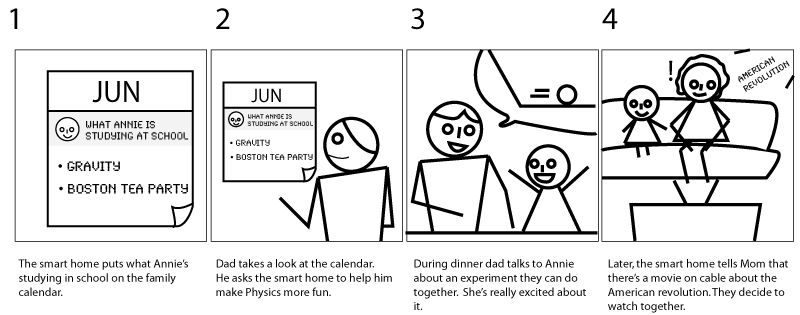 1
2
3
4
JUN
WHAT ANNIE IS
STUDYING AT SCHOOL
• GRAVITY
• BOSTON TEA PARTY
JUN
WHAT ANNIE IS
STUDYING AT SCHOOL
• GRAVITY
• BOSTON TEA PARTY
=
!
AMERICAN
REVOLUTION
The smart home puts what Annie's
studying in school on the family
calendar.
Dad takes a look at the calendar.
He asks the smart home to help him
make Physics more fun.
During dinner dad talks to Annie
about an experiment they can do
together. She's really excited about
it.
Later, the smart home tells Mom that
there's a movie on cable about the
American revolution. They decide to
watch together.